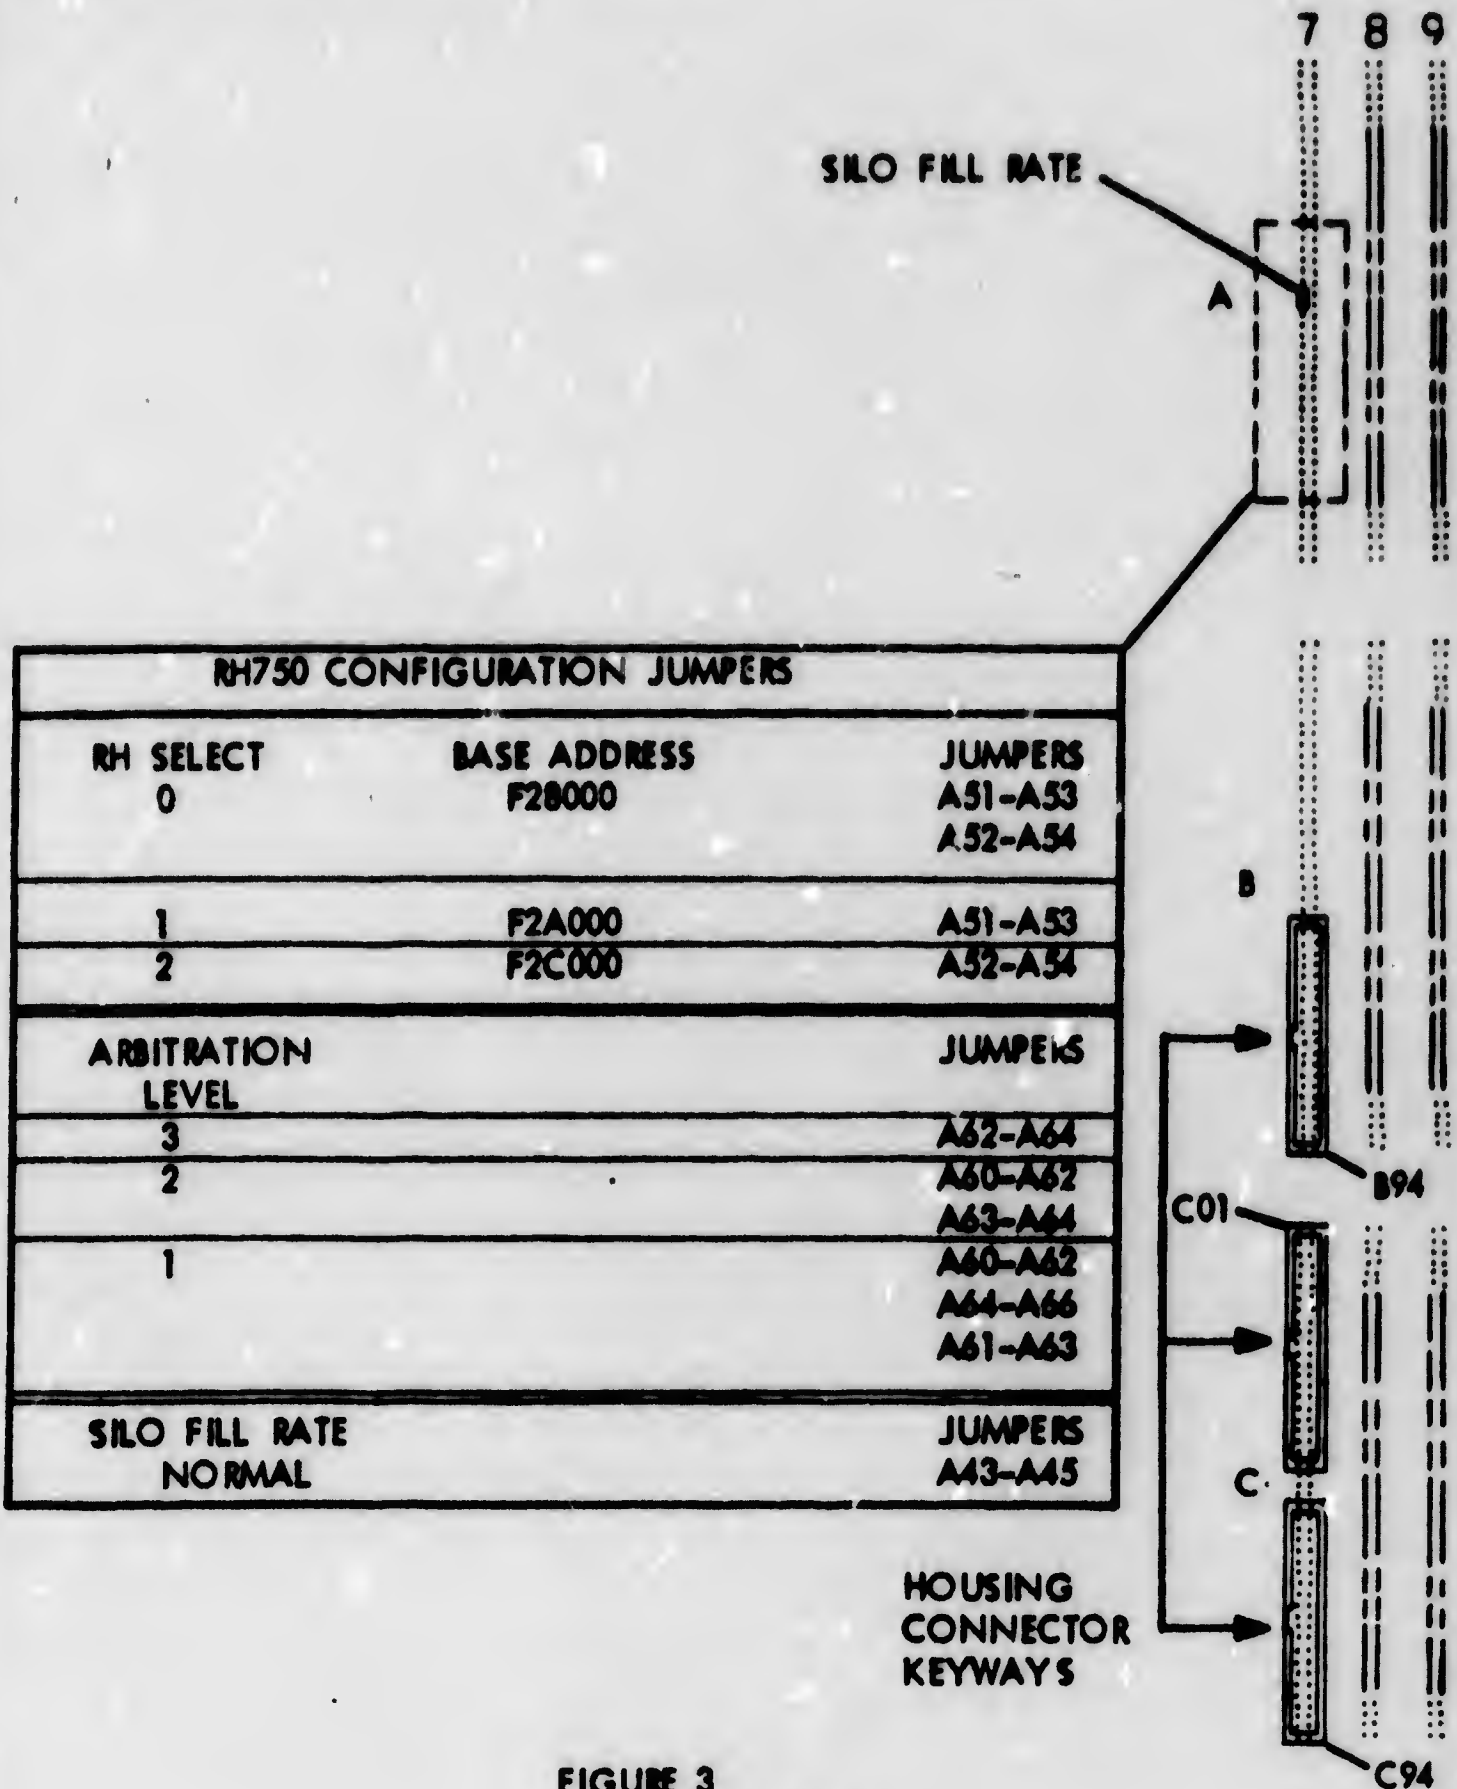 7 8 9
SILO FILL RATE
A
RH750 CONFIGURATION JUMPERS
RH SELECT BASE ADDRESS JUMPERS
0 F28000 A51-A53
A52-A54
1 F2A000 A51-A53
2 F2C000 A52-A54
B
ARBITRATION JUMPERS
LEVEL
3 A62-A64
2 A60-A62
A63-A64
1 A60-A62
A64-A66
A61-A63
B94
C01
SILO FILL RATE JUMPERS
NORMAL A43-A45
C
HOUSING
CONNECTOR
KEYWAYS
C94
FIGURE 3